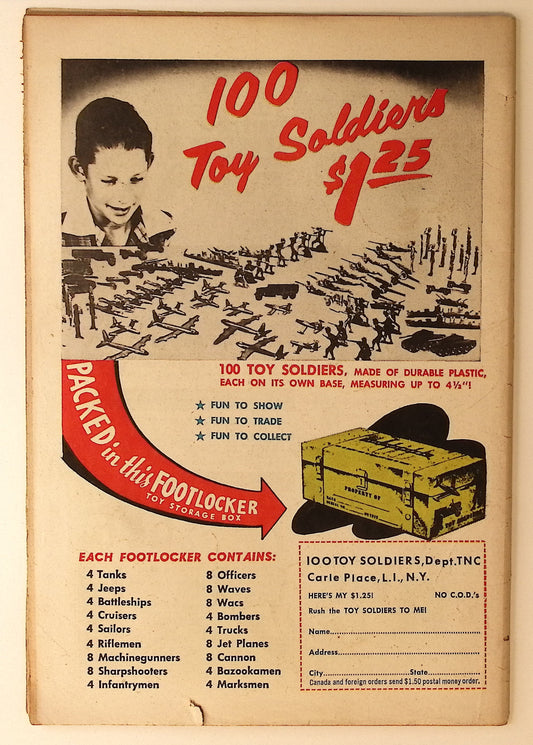 100
Toy Soldiers
$1.25
100 TOY SOLDIERS, MADE OF DURABLE PLASTIC,
EACH ON ITS OWN BASE, MEASURING UP TO 4½"!
★ FUN TO SHOW
★ FUN TO TRADE
★ FUN TO COLLECT
PACKED in this FOOTLOCKER
TOY STORAGE BOX
PROPERTY OF
EACH FOOTLOCKER CONTAINS:
4 Tanks
4 Jeeps
4 Battleships
4 Cruisers
4 Sailors
4 Riflemen
8 Machinegunners
8 Sharpshooters
4 Infantrymen
8 Officers
8 Waves
8 Wacs
4 Bombers
4 Trucks
8 Jet Planes
8 Cannon
4 Bazookamen
4 Marksmen
100 TOY SOLDIERS, Dept. TNC
Carle Place, L.I., N.Y.
HERE'S MY $1.25! NO C.O.D.'s
Rush the TOY SOLDIERS TO ME!
Name
Address
City State
Canada and foreign orders send $1.50 postal money order.